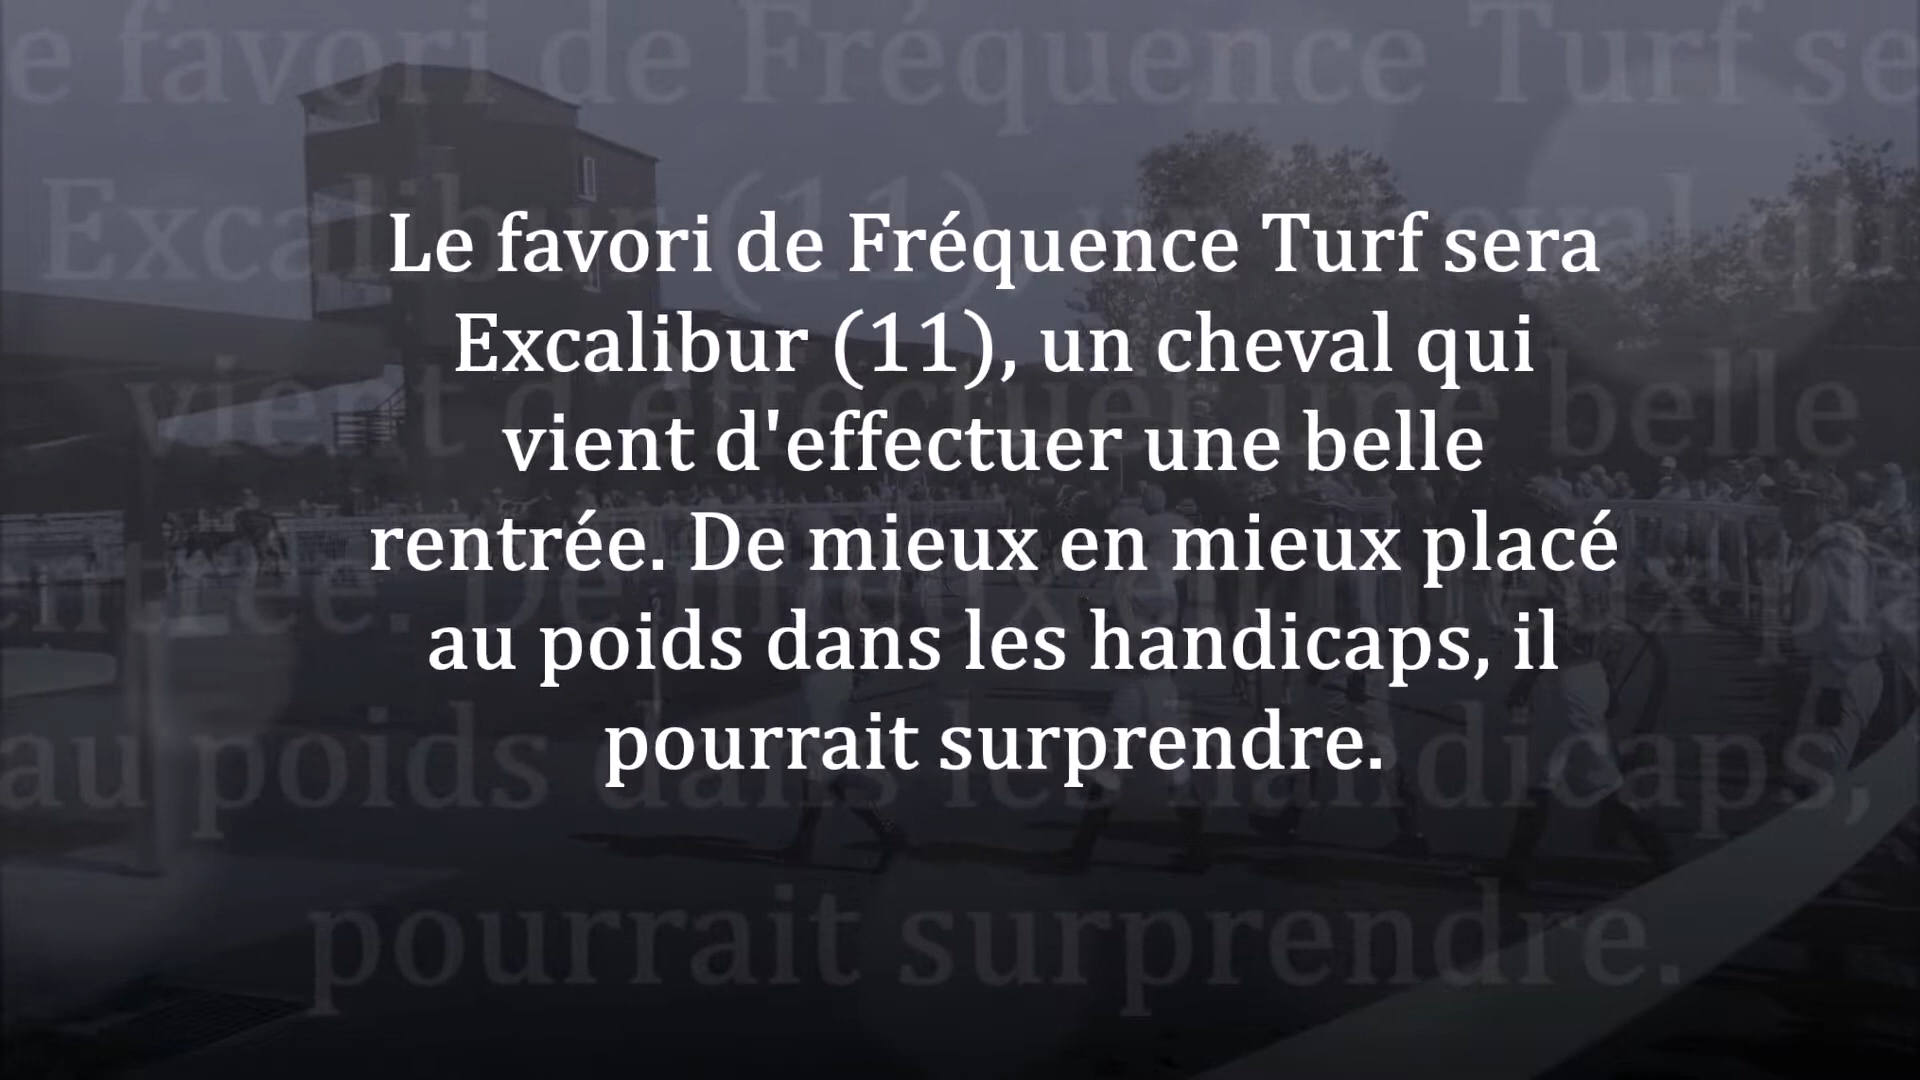 Le favori de Fréquence Turf sera
Excalibur (11), un cheval qui
vient d'effectuer une belle
rentrée. De mieux en mieux placé
au poids dans les handicaps, il
pourrait surprendre.